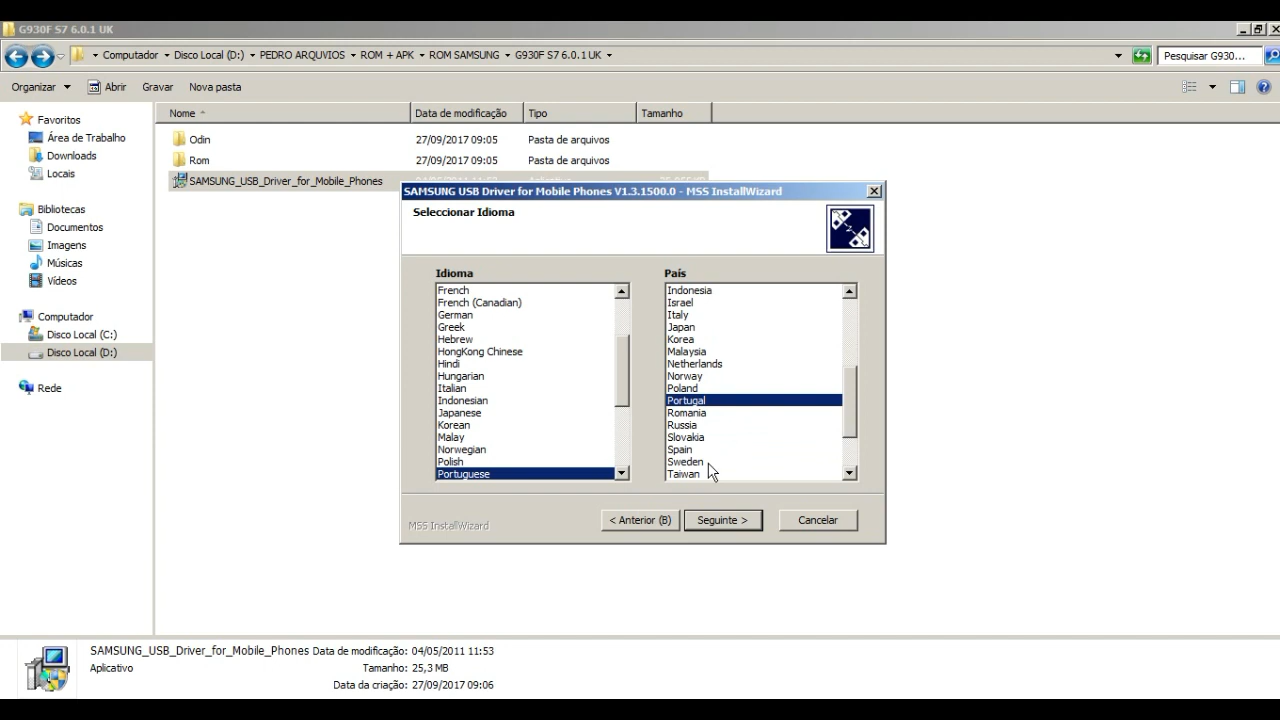 G930F S7 6.0.1 UK
Computador ▾ Disco Local (D:) ▾ PEDRO ARQUVIOS ▾ ROM + APK ▾ ROM SAMSUNG ▾ G930F S7 6.0.1 UK ▾
Pesquisar G930...
Organizar ▾ Abrir Gravar Nova pasta
Nome Data de modificação Tipo Tamanho
Favoritos
Área de Trabalho
Downloads
Locais
Bibliotecas
Documentos
Imagens
Músicas
Vídeos
Computador
Disco Local (C:)
Disco Local (D:)
Rede
Odin 27/09/2017 09:05 Pasta de arquivos
Rom 27/09/2017 09:05 Pasta de arquivos
SAMSUNG_USB_Driver_for_Mobile_Phones
SAMSUNG USB Driver for Mobile Phones V1.3.1500.0 - MSS InstallWizard
Seleccionar Idioma
Idioma
French
French (Canadian)
German
Greek
Hebrew
HongKong Chinese
Hindi
Hungarian
Italian
Indonesian
Japanese
Korean
Malay
Norwegian
Polish
Portuguese
País
Indonesia
Israel
Italy
Japan
Korea
Malaysia
Netherlands
Norway
Poland
Portugal
Romania
Russia
Slovakia
Spain
Sweden
Taiwan
MSS InstallWizard
< Anterior (B) Seguinte > Cancelar
SAMSUNG_USB_Driver_for_Mobile_Phones Data de modificação: 04/05/2011 11:53
Aplicativo Tamanho: 25,3 MB
Data da criação: 27/09/2017 09:06